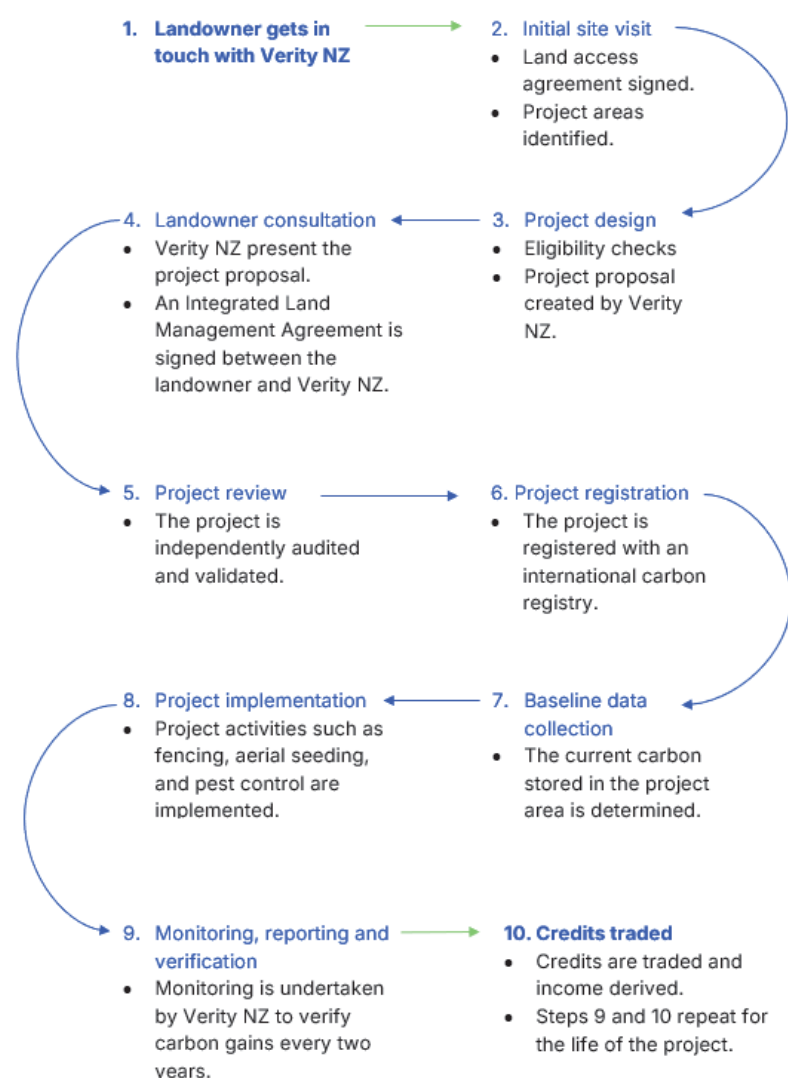 1. Landowner gets in
touch with Verity NZ
2. Initial site visit
• Land access
agreement signed.
• Project areas
identified.
3. Project design
• Eligibility checks
• Project proposal
created by Verity
NZ.
4. Landowner consultation
• Verity NZ present the
project proposal.
• An Integrated Land
Management Agreement is
signed between the
landowner and Verity NZ.
5. Project review
• The project is
independently audited
and validated.
6. Project registration
• The project is
registered with an
international carbon
registry.
7. Baseline data
collection
• The current carbon
stored in the project
area is determined.
8. Project implementation
• Project activities such as
fencing, aerial seeding,
and pest control are
implemented.
9. Monitoring, reporting and
verification
• Monitoring is undertaken
by Verity NZ to verify
carbon gains every two
years.
10. Credits traded
• Credits are traded and
income derived.
• Steps 9 and 10 repeat for
the life of the project.